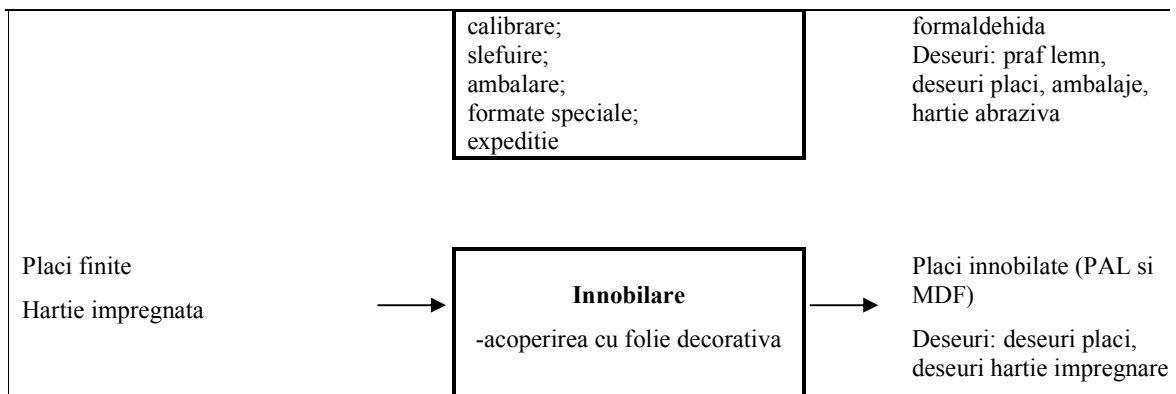 calibrare;
slefuire;
ambalare;
formate speciale;
expeditie
formaldehida
Deseuri: praf lemn,
deseuri placi, ambalaje,
hartie abraziva
Placi finite
Hartie impregnata
Innobilare
-acoperirea cu folie decorativa
Placi innobilate (PAL si
MDF)
Deseuri: deseuri placi,
deseuri hartie impregnare